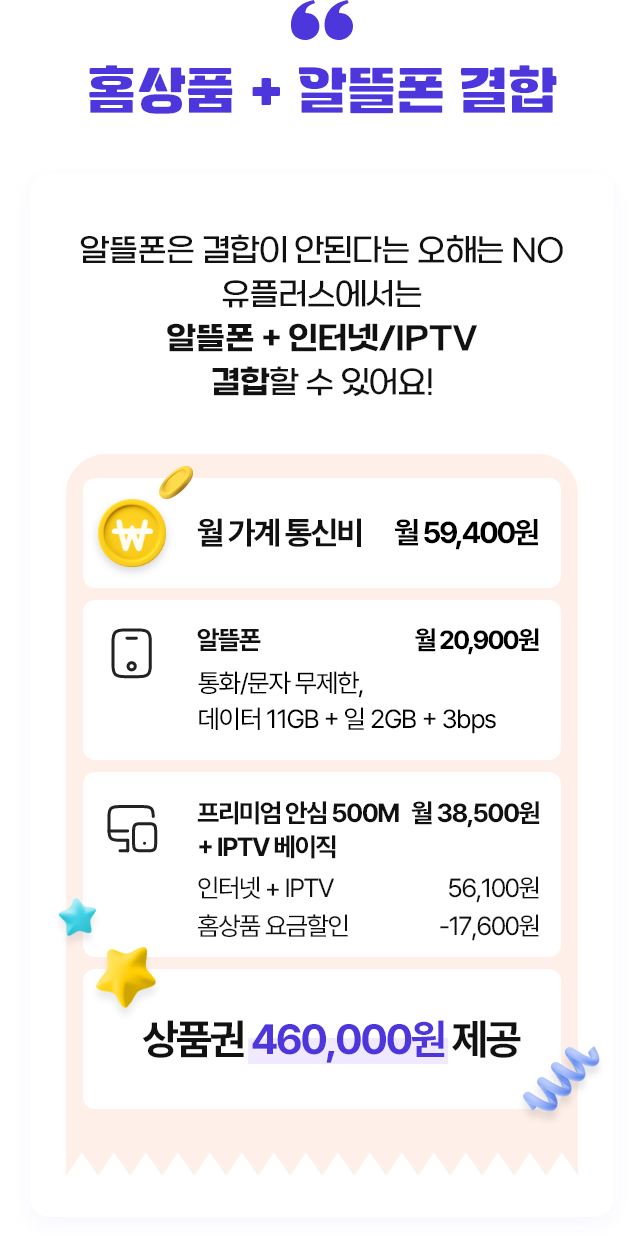 홈상품 + 알뜰폰 결합
알뜰폰은 결합이 안된다는 오해는 NO
유플러스에서는
알뜰폰 + 인터넷/IPTV
결합할 수 있어요!
월 가계 통신비 월 59,400원
알뜰폰 월 20,900원
통화/문자 무제한,
데이터 11GB + 일 2GB + 3bps
프리미엄 안심 500M 월 38,500원
+ IPTV 베이직
인터넷 + IPTV 56,100원
홈상품 요금할인 -17,600원
상품권 460,000원 제공